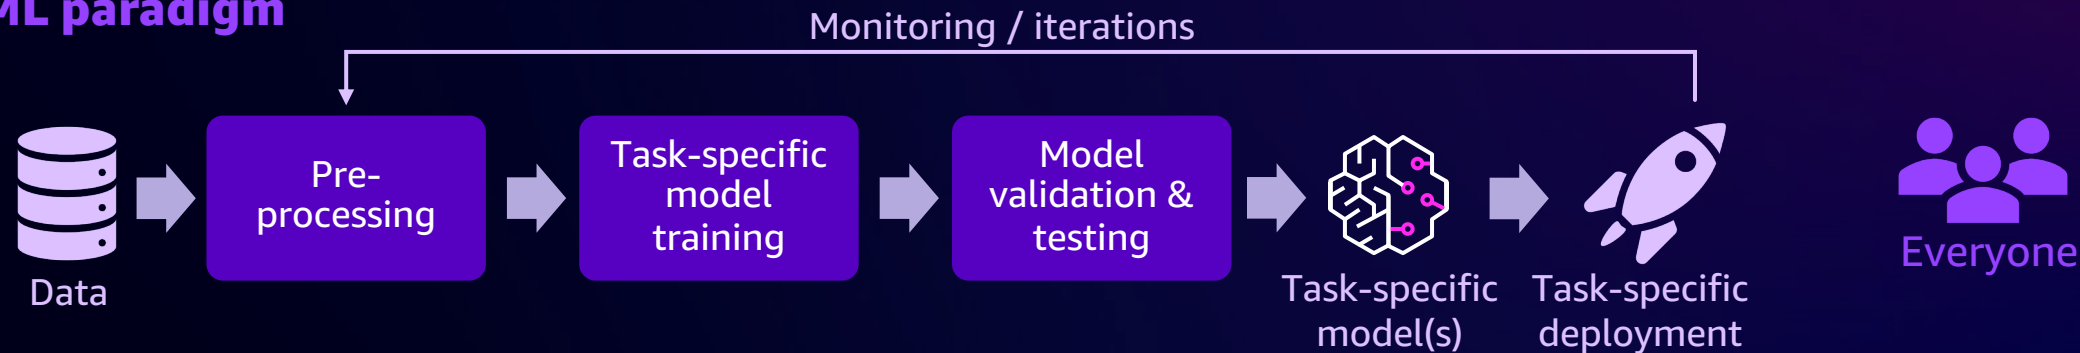 ML paradigm
Monitoring / iterations
Pre-
processing
Task-specific
model
training
Model
validation &
testing
Data
Task-specific
model(s)
Task-specific
deployment
Everyone